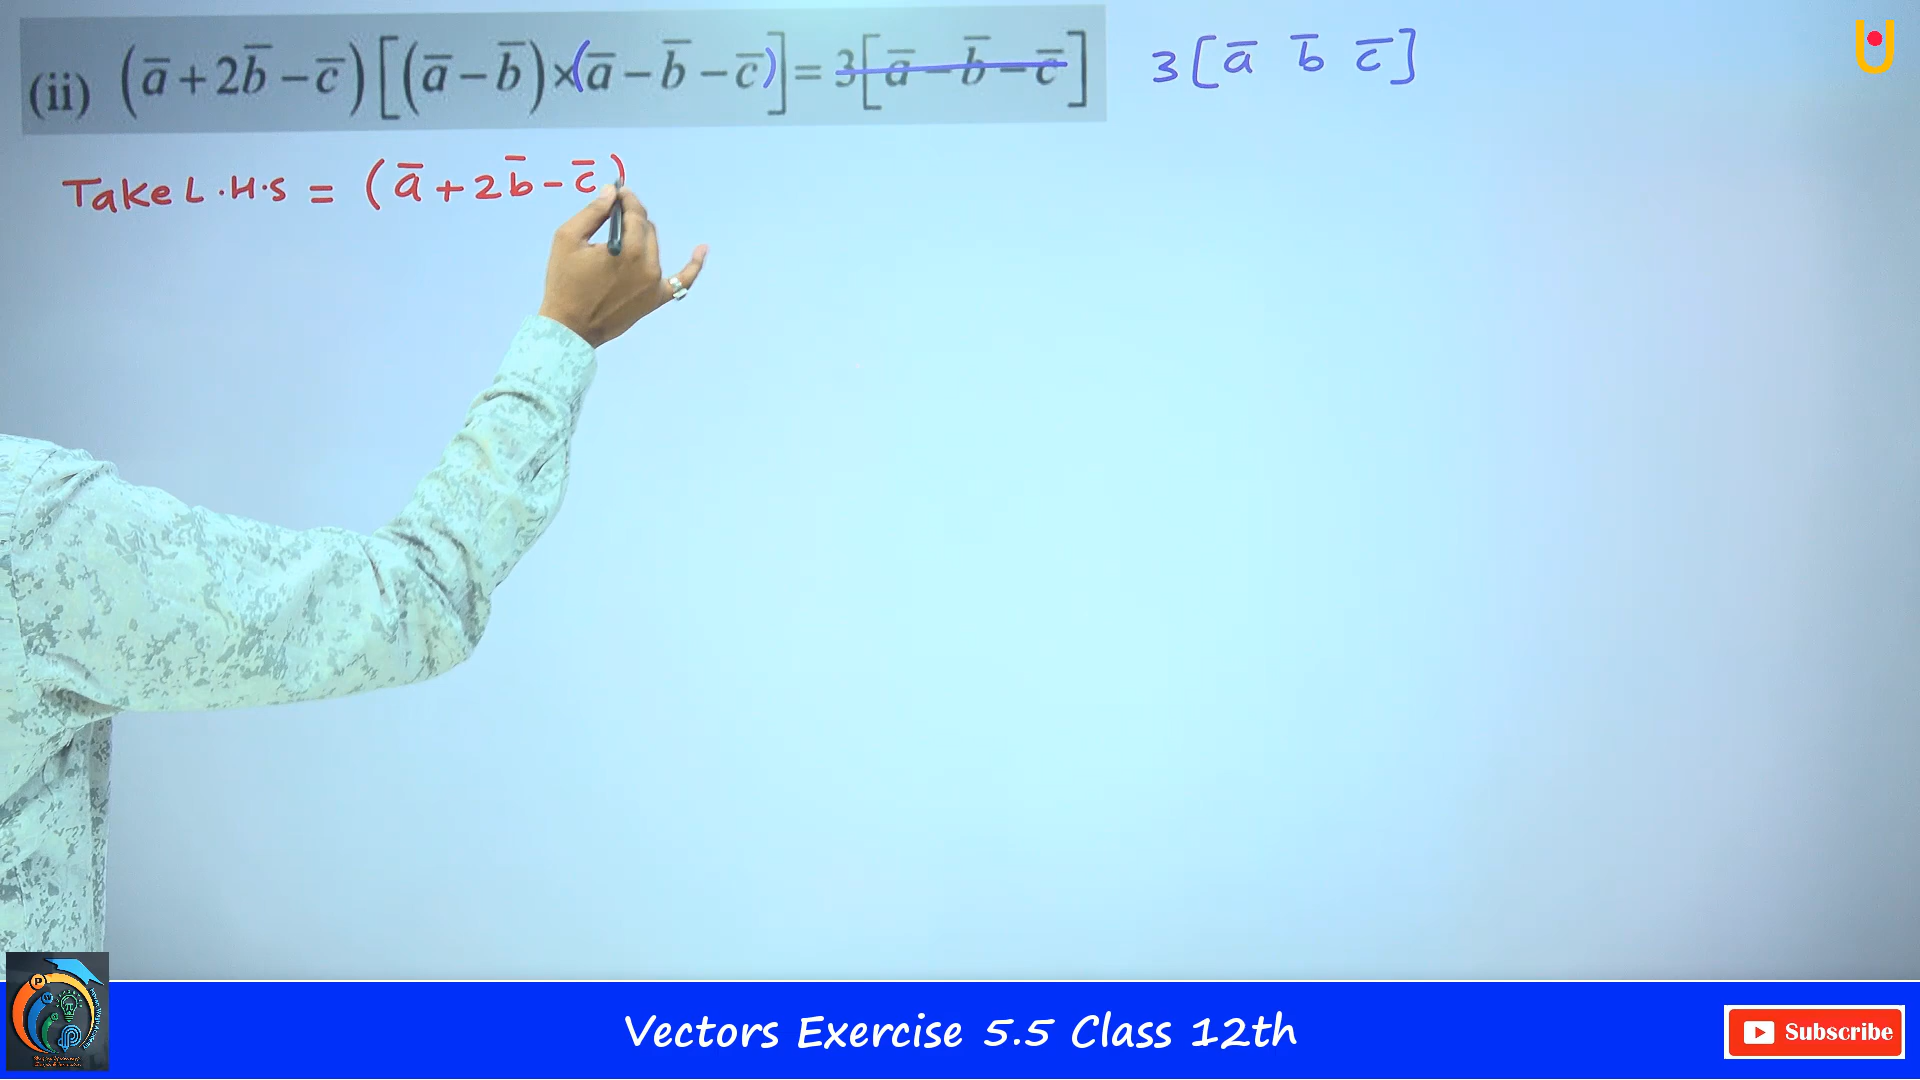 (ii) (a̅ + 2b̅ − c̅) [(a̅ − b̅) × (a̅ − b̅ − c̅)] = 3[a̅ − b̅ − c̅] 3[a̅ b̅ c̅]
Take L.H.S = (a̅ + 2b̅ − c̅)
Vectors Exercise 5.5 Class 12th
Subscribe